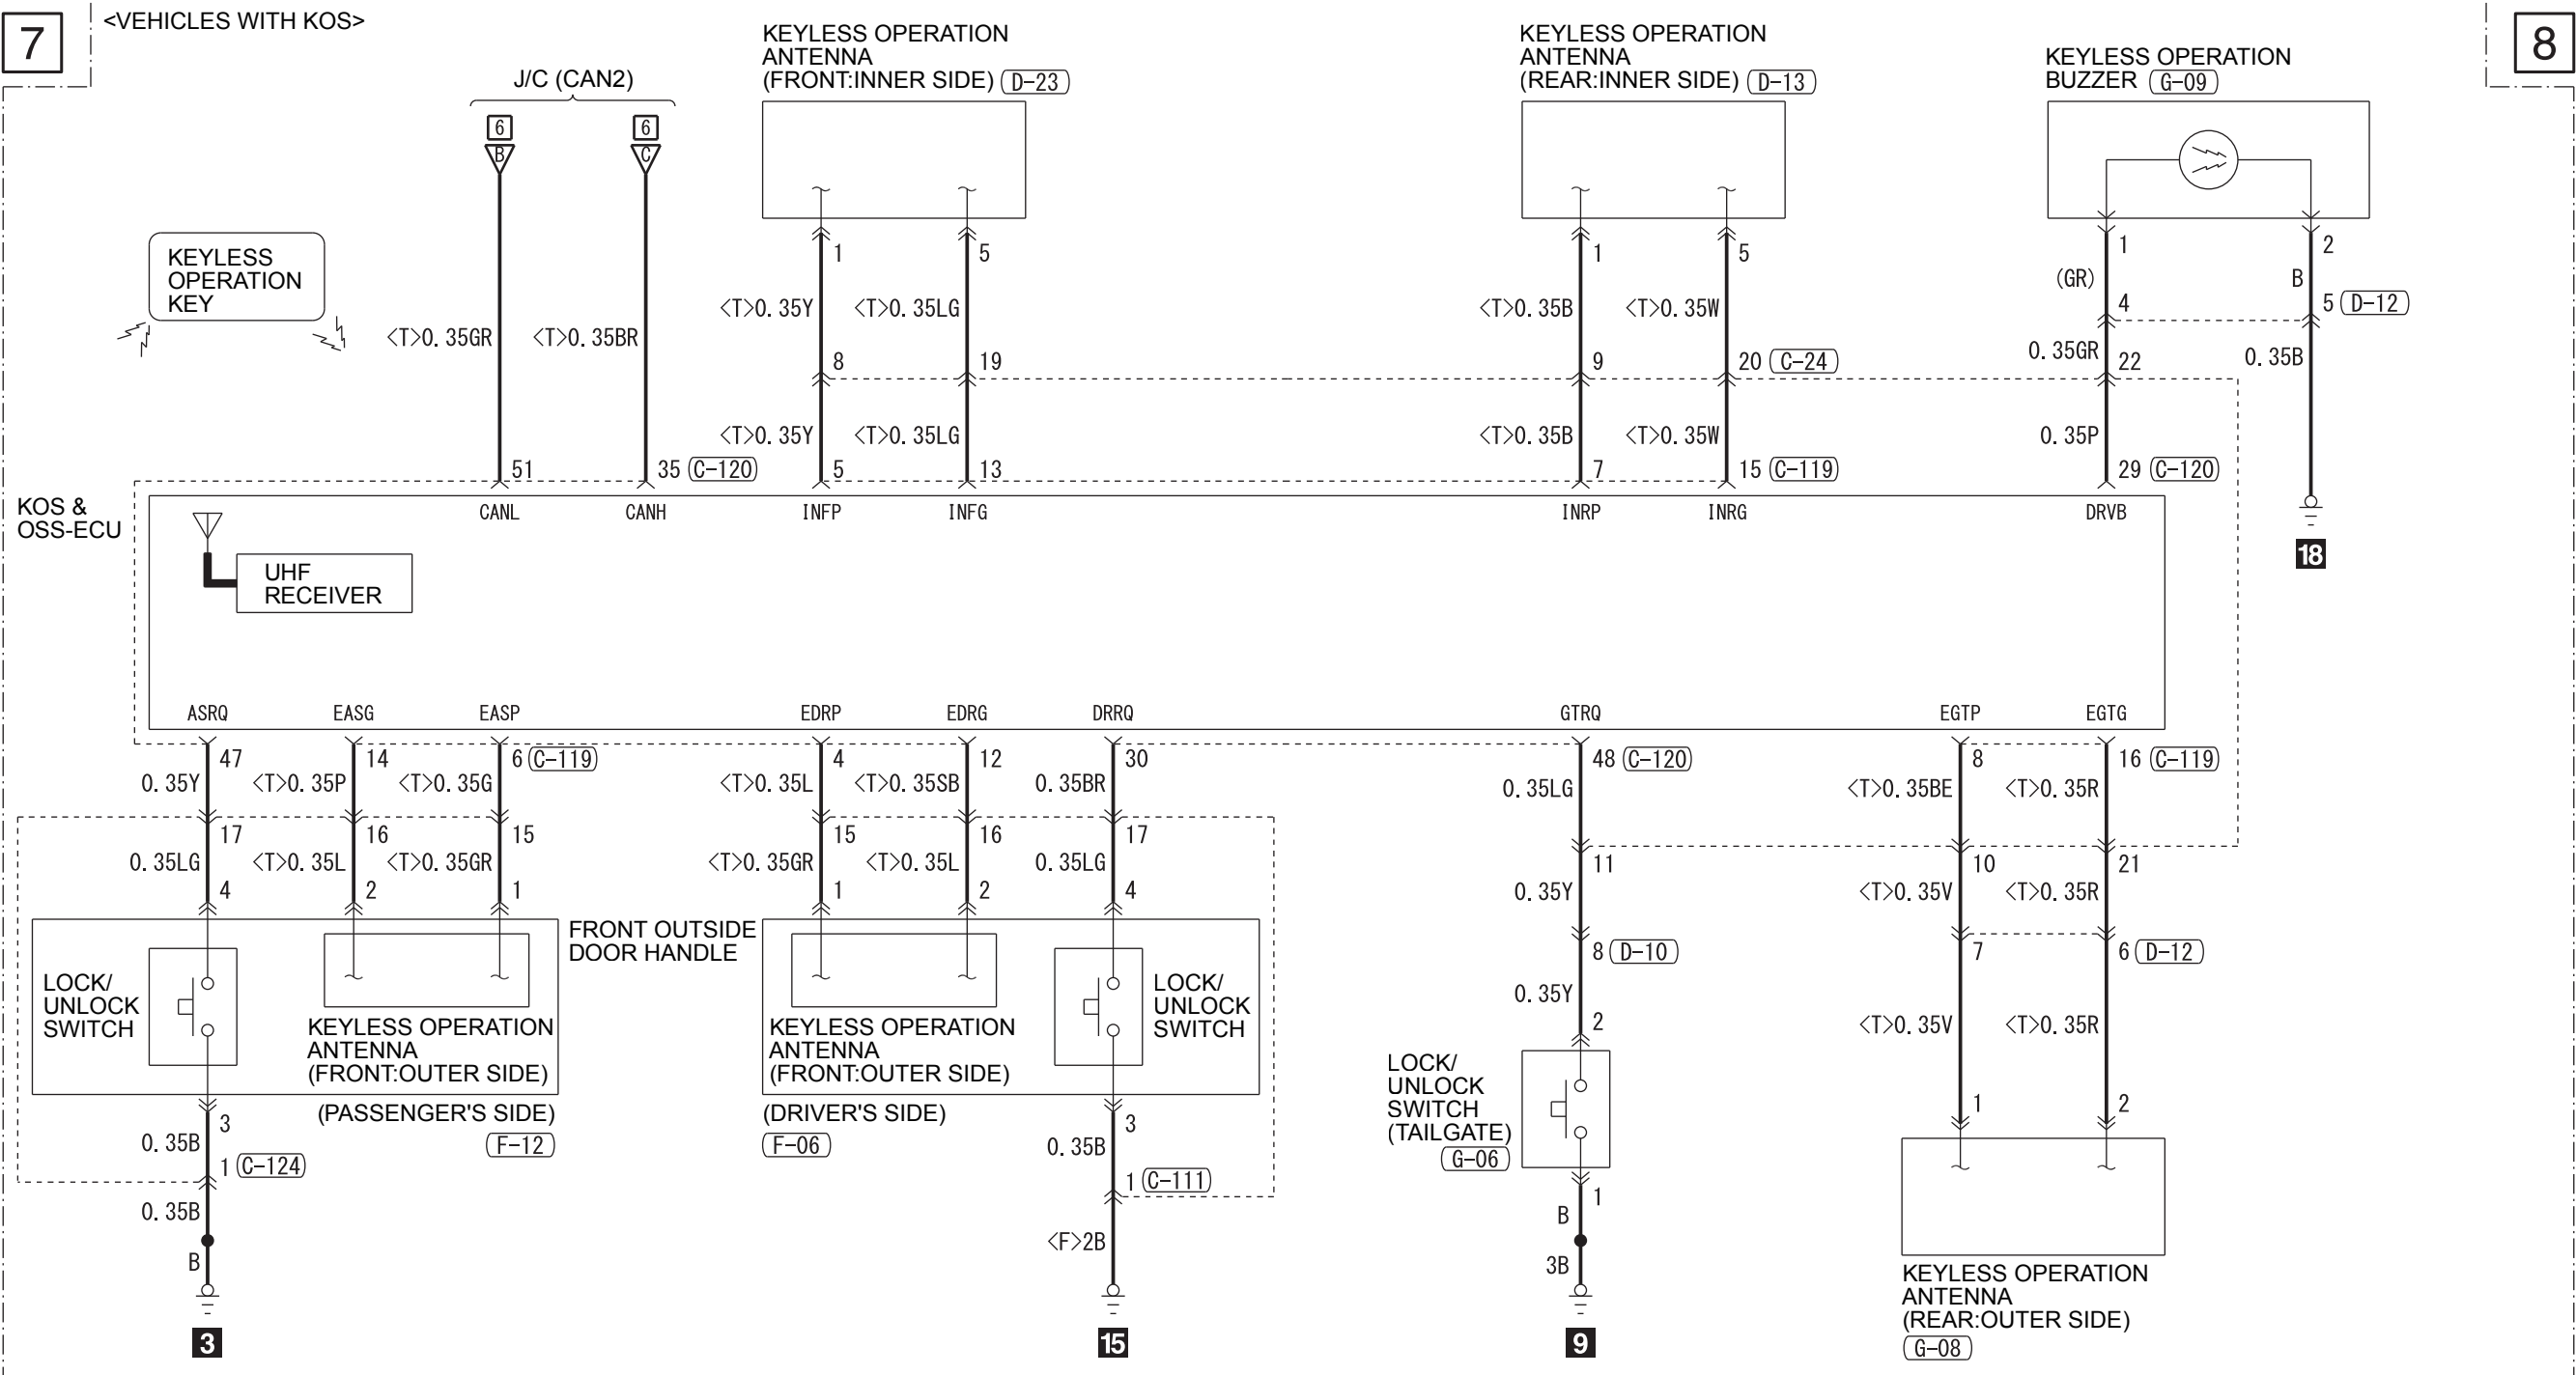 7
<VEHICLES WITH KOS>
8
J/C (CAN2)
KEYLESS OPERATION
ANTENNA
(FRONT:INNER SIDE) D-23
KEYLESS OPERATION
ANTENNA
(REAR:INNER SIDE) D-13
KEYLESS OPERATION
BUZZER G-09
6 6
B C
KEYLESS
OPERATION
KEY
1 5 1 5 1 2
(GR) B
4 5 D-12
<T>0.35GR <T>0.35BR
<T>0.35Y <T>0.35LG <T>0.35B <T>0.35W
0.35GR 0.35B
8 19 9 20 C-24 22
<T>0.35Y <T>0.35LG <T>0.35B <T>0.35W 0.35P
51 35 C-120 5 13 7 15 C-119 29 C-120
KOS &
OSS-ECU
CANL CANH INFP INFG INRP INRG DRVB
18
UHF
RECEIVER
ASRQ EASG EASP EDRP EDRG DRRQ GTRQ EGTP EGTG
47 14 6 C-119 4 12 30 48 C-120 8 16 C-119
0.35Y <T>0.35P <T>0.35G <T>0.35L <T>0.35SB 0.35BR 0.35LG <T>0.35BE <T>0.35R
17 16 15 15 16 17 11 10 21
0.35LG <T>0.35L <T>0.35GR <T>0.35GR <T>0.35L 0.35LG 0.35Y <T>0.35V <T>0.35R
4 2 1 1 2 4
8 D-10 7 6 D-12
FRONT OUTSIDE
DOOR HANDLE
LOCK/
UNLOCK
SWITCH
KEYLESS OPERATION
ANTENNA
(FRONT:OUTER SIDE)
KEYLESS OPERATION
ANTENNA
(FRONT:OUTER SIDE)
LOCK/
UNLOCK
SWITCH
0.35Y <T>0.35V <T>0.35R
2 1 2
LOCK/
UNLOCK
SWITCH
(TAILGATE)
G-06
(PASSENGER'S SIDE)
F-12
(DRIVER'S SIDE)
F-06
3 3
0.35B 0.35B
1 C-124 1 C-111 1
0.35B <F>2B B
B 3B
KEYLESS OPERATION
ANTENNA
(REAR:OUTER SIDE)
G-08
3 15 9